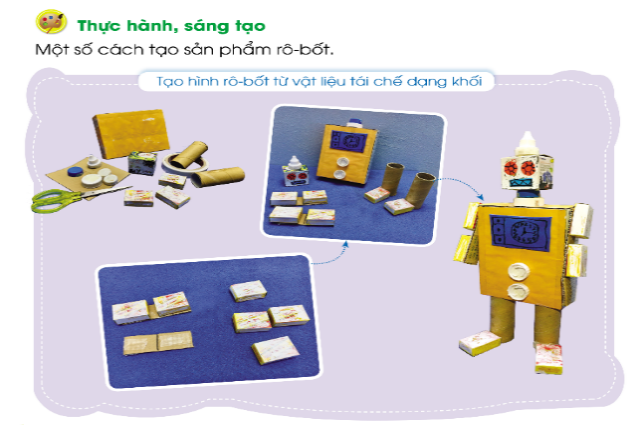 Thực hành, sáng tạo
Một số cách tạo sản phẩm rô-bốt.
Tạo hình rô-bốt từ vật liệu tái chế dạng khối